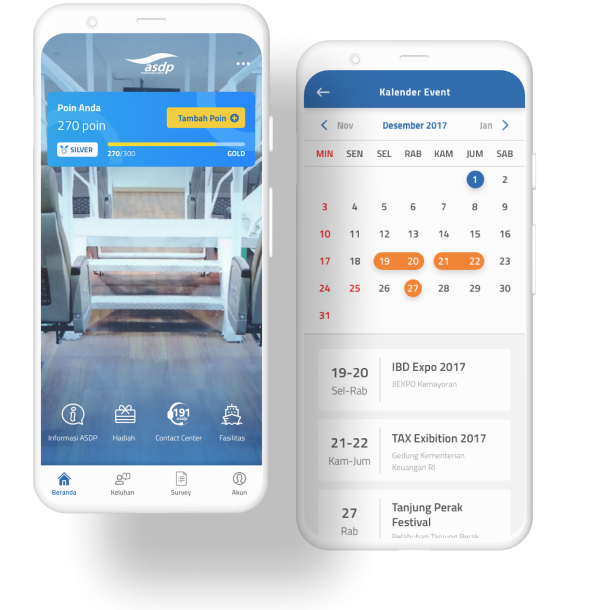 asdp
Poin Anda
270 poin
Tambah Poin
SILVER
270/300
GOLD
191
Informasi ASDP
Hadiah
Contact Center
Fasilitas
Beranda
Keluhan
Survey
Akun
Kalender Event
Nov
Desember 2017
Jan
MIN SEN SEL RAB KAM JUM SAB
1 2
3 4 5 6 7 8 9
10 11 12 13 14 15 16
17 18 19 20 21 22 23
24 25 26 27 28 29 30
31
19-20
Sel-Rab
IBD Expo 2017
JIEXPO Kemayoran
21-22
Kam-Jum
TAX Exibition 2017
Gedung Kementerian
Keuangan RI
27
Rab
Tanjung Perak
Festival
Pelabuhan Tanjung Perak